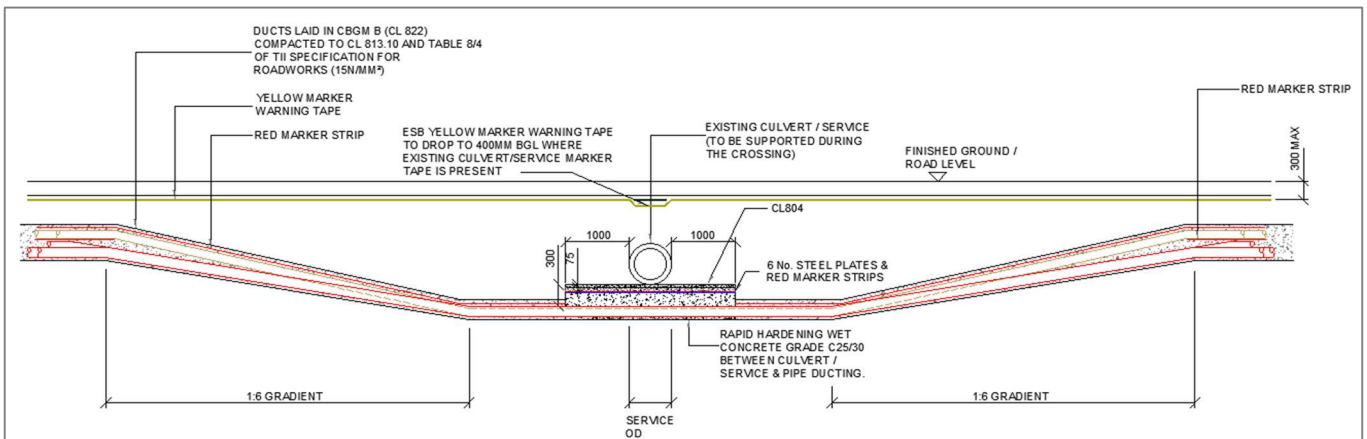 DUCTS LAID IN CBGM B (CL 822)
COMPACTED TO CL 813.10 AND TABLE 8/4
OF TII SPECIFICATION FOR
ROADWORKS (15N/MM²)
YELLOW MARKER
WARNING TAPE
RED MARKER STRIP
ESB YELLOW MARKER WARNING TAPE
TO DROP TO 400MM BGL WHERE
EXISTING CULVERT/SERVICE MARKER
TAPE IS PRESENT
EXISTING CULVERT / SERVICE
(TO BE SUPPORTED DURING
THE CROSSING)
FINISHED GROUND /
ROAD LEVEL
RED MARKER STRIP
300 MAX
CL804
1000
1000
300
75
6 No. STEEL PLATES &
RED MARKER STRIPS
RAPID HARDENING WET
CONCRETE GRADE C25/30
BETWEEN CULVERT /
SERVICE & PIPE DUCTING.
1:6 GRADIENT
SERVICE
OD
1:6 GRADIENT